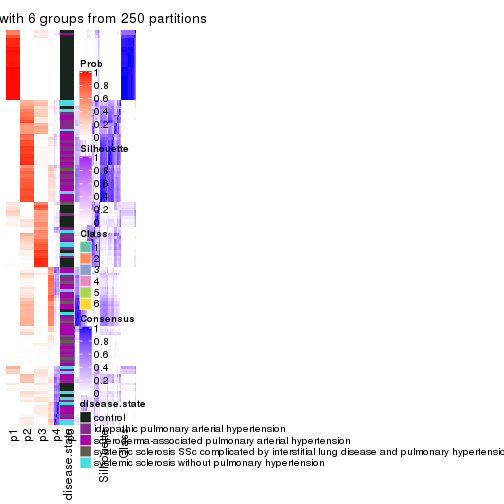 with 6 groups from 250 partitions
Prob
1
0.8
0.6
0.4
0.2
0
Silhouette
1
0.8
0.6
0.4
0.2
0
Class
1
2
3
4
5
6
Consensus
1
0.8
0.6
0.4
0.2
0
disease.state
control
idiopathic pulmonary arterial hypertension
scleroderma-associated pulmonary arterial hypertension
systemic sclerosis SSc complicated by interstitial lung disease and pulmonary hypertensio
systemic sclerosis without pulmonary hypertension
p1
p2
p3
p4
disease.state
Silhouette
Class